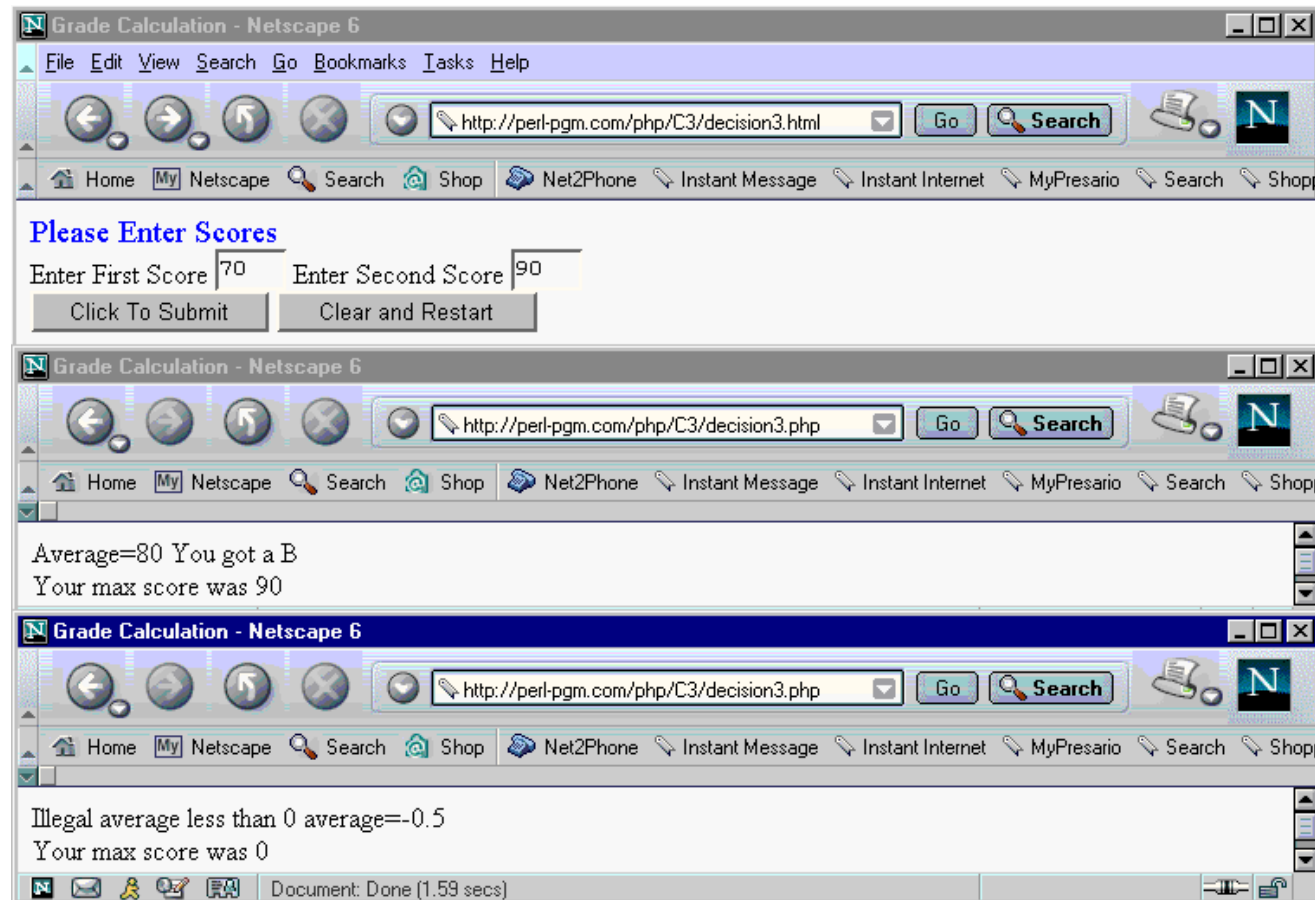 N Grade Calculation - Netscape 6
File Edit View Search Go Bookmarks Tasks Help
http://perl-pgm.com/php/C3/decision3.html Go Search N
Home My Netscape Search Shop Net2Phone Instant Message Instant Internet MyPresario Search Shopp
Please Enter Scores
Enter First Score 70 Enter Second Score 90
Click To Submit Clear and Restart
N Grade Calculation - Netscape 6
http://perl-pgm.com/php/C3/decision3.php Go Search N
Home My Netscape Search Shop Net2Phone Instant Message Instant Internet MyPresario Search Shopp
Average=80 You got a B
Your max score was 90
N Grade Calculation - Netscape 6
http://perl-pgm.com/php/C3/decision3.php Go Search N
Home My Netscape Search Shop Net2Phone Instant Message Instant Internet MyPresario Search Shopp
Illegal average less than 0 average=-0.5
Your max score was 0
N Document: Done (1.59 secs)